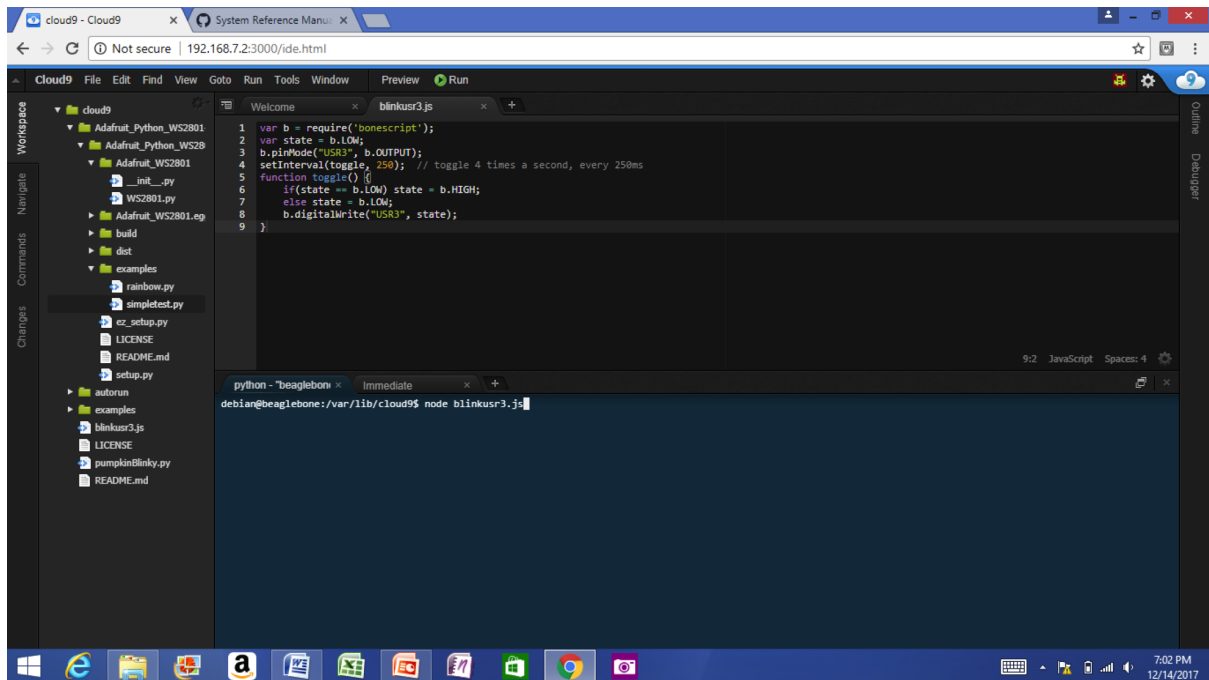 cloud9 - Cloud9
System Reference Manua
Not secure | 192.168.7.2:3000/ide.html
Cloud9 File Edit Find View Goto Run Tools Window Preview Run
Workspace
Navigate
Commands
Changes
cloud9
Adafruit_Python_WS2801-
Adafruit_Python_WS28
Adafruit_WS2801
__init__.py
WS2801.py
Adafruit_WS2801.eg
build
dist
examples
rainbow.py
simpletest.py
ez_setup.py
LICENSE
README.md
setup.py
autorun
examples
blinkusr3.js
LICENSE
pumpkinBlinky.py
README.md
Welcome
blinkusr3.js
1 var b = require('bonescript');
2 var state = b.LOW;
3 b.pinMode("USR3", b.OUTPUT);
4 setInterval(toggle, 250); // toggle 4 times a second, every 250ms
5 function toggle() {
6 if(state == b.LOW) state = b.HIGH;
7 else state = b.LOW;
8 b.digitalWrite("USR3", state);
9 }
9:2 JavaScript Spaces: 4
python - "beaglebon
Immediate
debian@beaglebone:/var/lib/cloud9$ node blinkusr3.js
Outline
Debugger
7:02 PM
12/14/2017